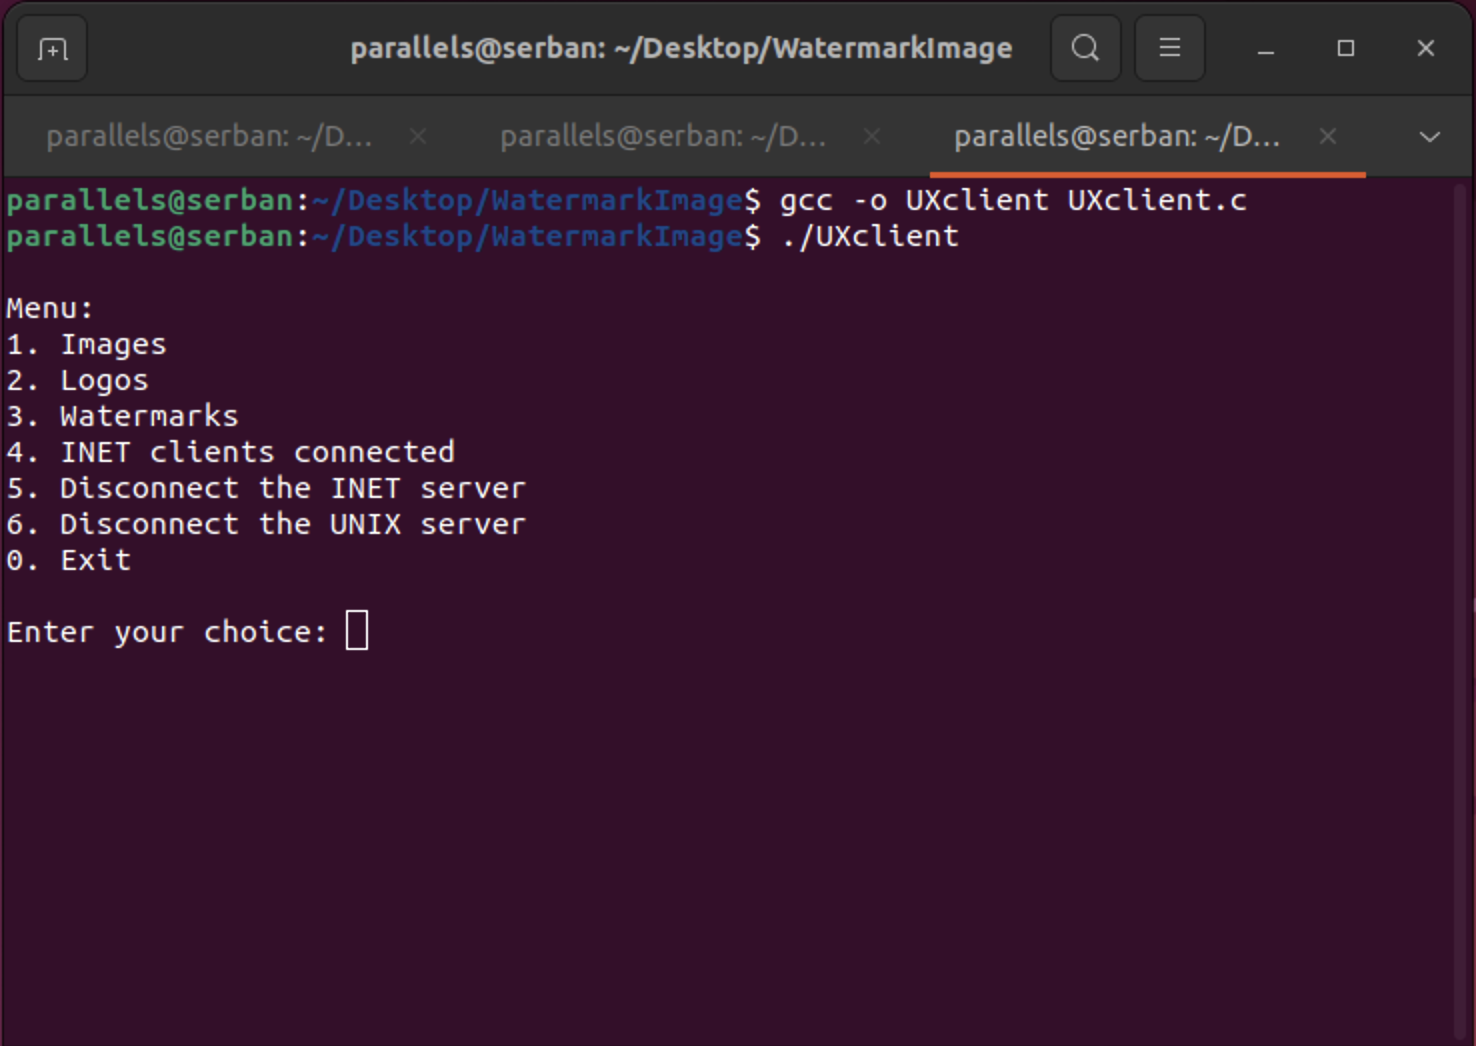 parallels@serban: ~/Desktop/WatermarkImage
parallels@serban: ~/D... parallels@serban: ~/D... parallels@serban: ~/D...
parallels@serban:~/Desktop/WatermarkImage$ gcc -o UXclient UXclient.c
parallels@serban:~/Desktop/WatermarkImage$ ./UXclient
Menu:
1. Images
2. Logos
3. Watermarks
4. INET clients connected
5. Disconnect the INET server
6. Disconnect the UNIX server
0. Exit
Enter your choice: